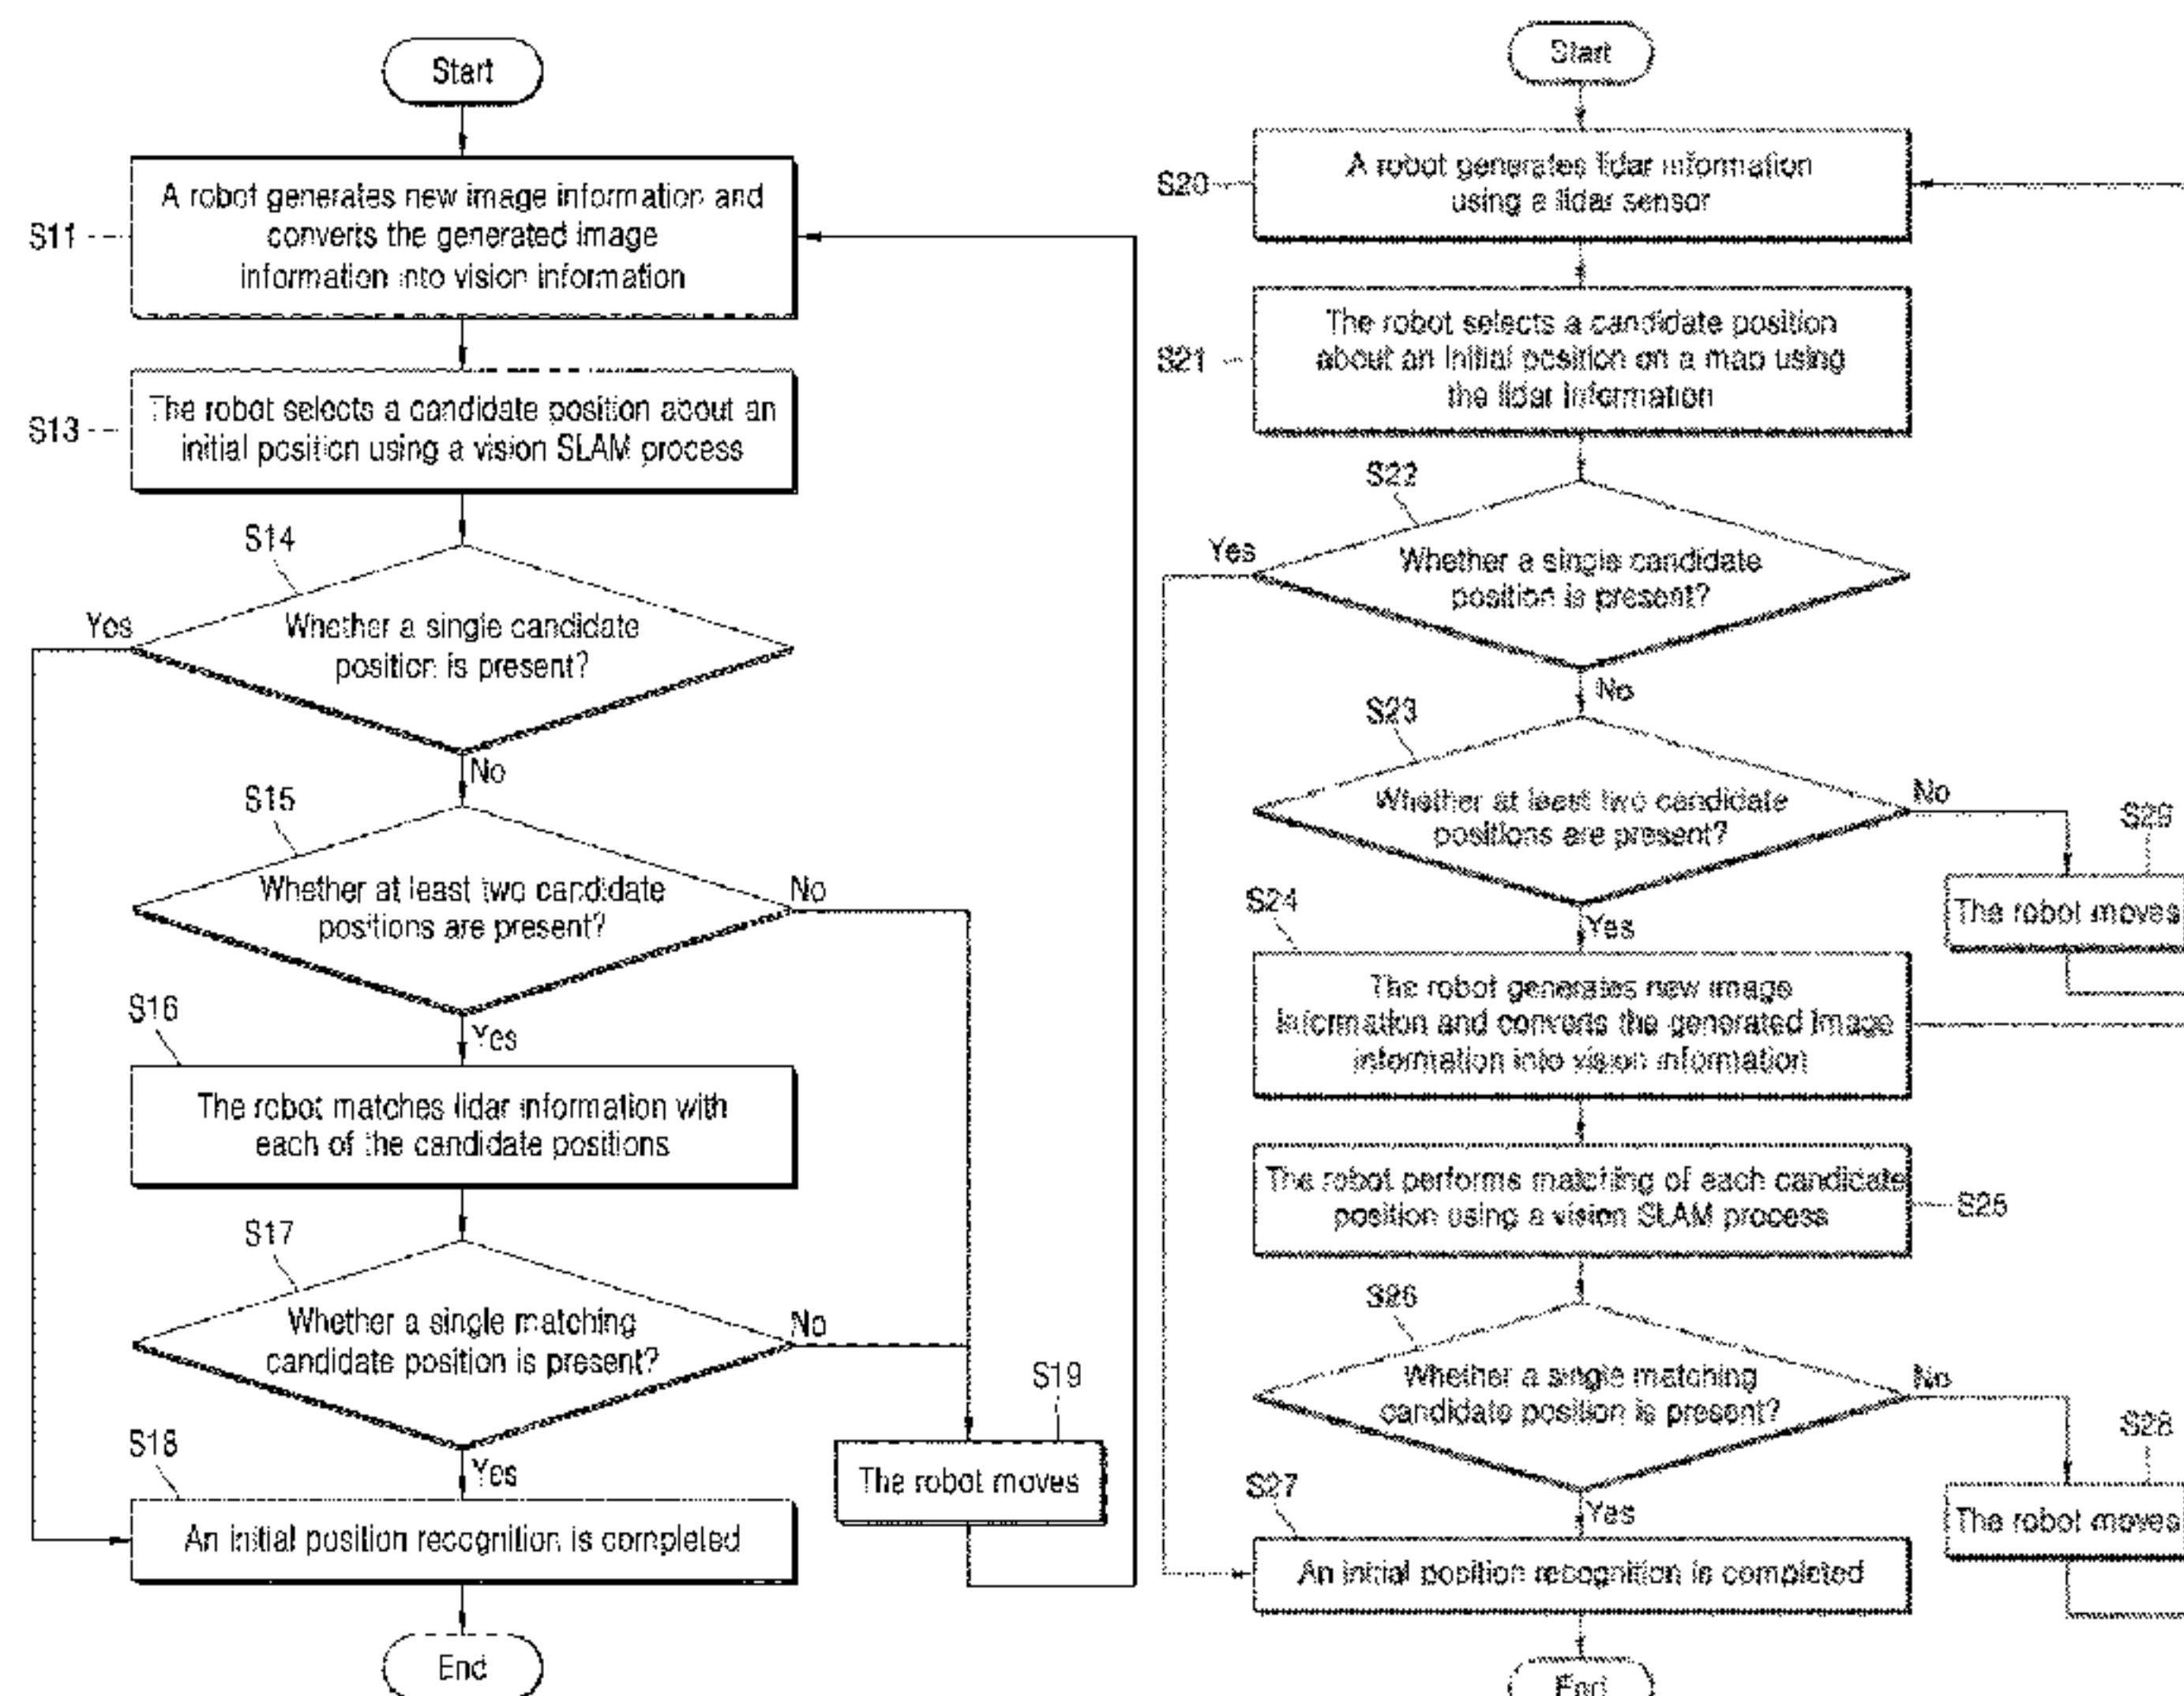 Start
S11
A robot generates new image information and
converts the generated image
information into vision information
S13
The robot selects a candidate position about an
initial position using a vision SLAM process
S14
Yes
Whether a single candidate
position is present?
No
S15
Whether at least two candidate
positions are present?
No
S16
Yes
The robot matches lidar information with
each of the candidate positions
S17
Whether a single matching
candidate position is present?
No
S19
The robot moves
S18
Yes
An initial position recognition is completed
End
Start
S20
A robot generates lidar information
using a lidar sensor
S21
The robot selects a candidate position
about an initial position on a map using
the lidar information
S22
Yes
Whether a single candidate
position is present?
No
S23
Whether at least two candidate
positions are present?
No
S29
The robot moves
S24
Yes
The robot generates new image
information and converts the generated image
information into vision information
The robot performs matching of each candidate
position using a vision SLAM process
S25
S26
Whether a single matching
candidate position is present?
No
S28
The robot moves
S27
Yes
An initial position recognition is completed
End